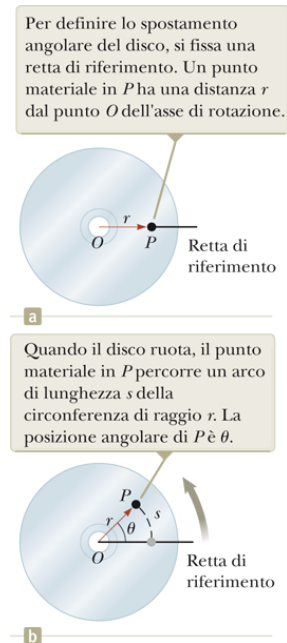 Per definire lo spostamento
angolare del disco, si fissa una
retta di riferimento. Un punto
materiale in P ha una distanza r
dal punto O dell'asse di rotazione.
r
O
P
Retta di
riferimento
a
Quando il disco ruota, il punto
materiale in P percorre un arco
di lunghezza s della
circonferenza di raggio r. La
posizione angolare di P è θ.
P
r
θ
s
O
Retta di
riferimento
b